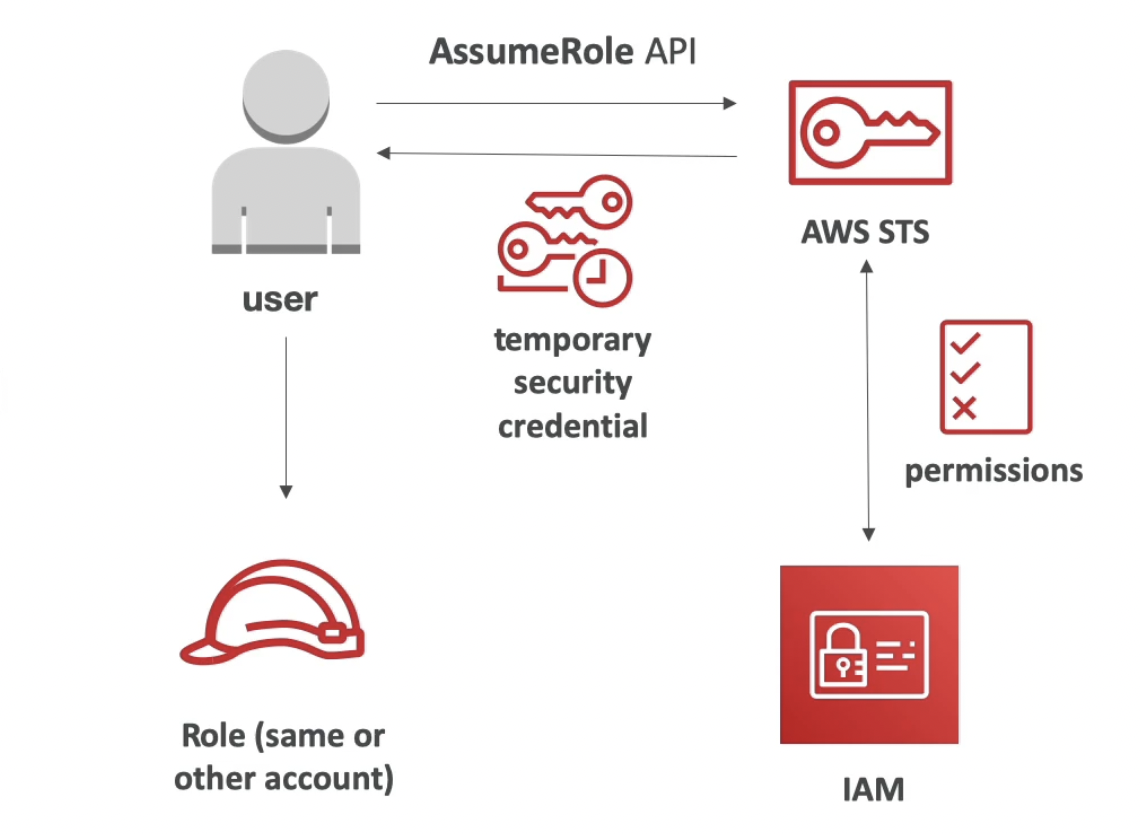 AssumeRole API
AWS STS
user
temporary
security
credential
permissions
Role (same or
other account)
IAM